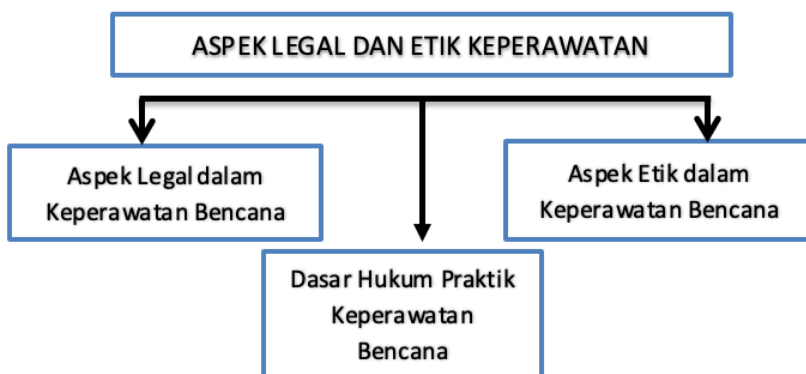 ASPEK LEGAL DAN ETIK KEPERAWATAN
Aspek Legal dalam
Keperawatan Bencana
Aspek Etik dalam
Keperawatan Bencana
Dasar Hukum Praktik
Keperawatan
Bencana